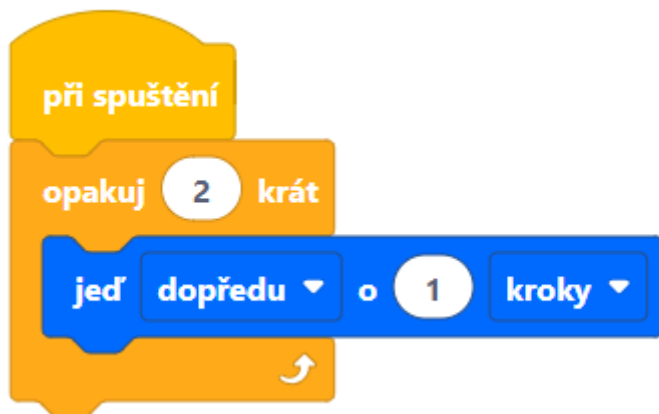 při spuštění
opakuj 2 krát
jeď dopředu o 1 kroky